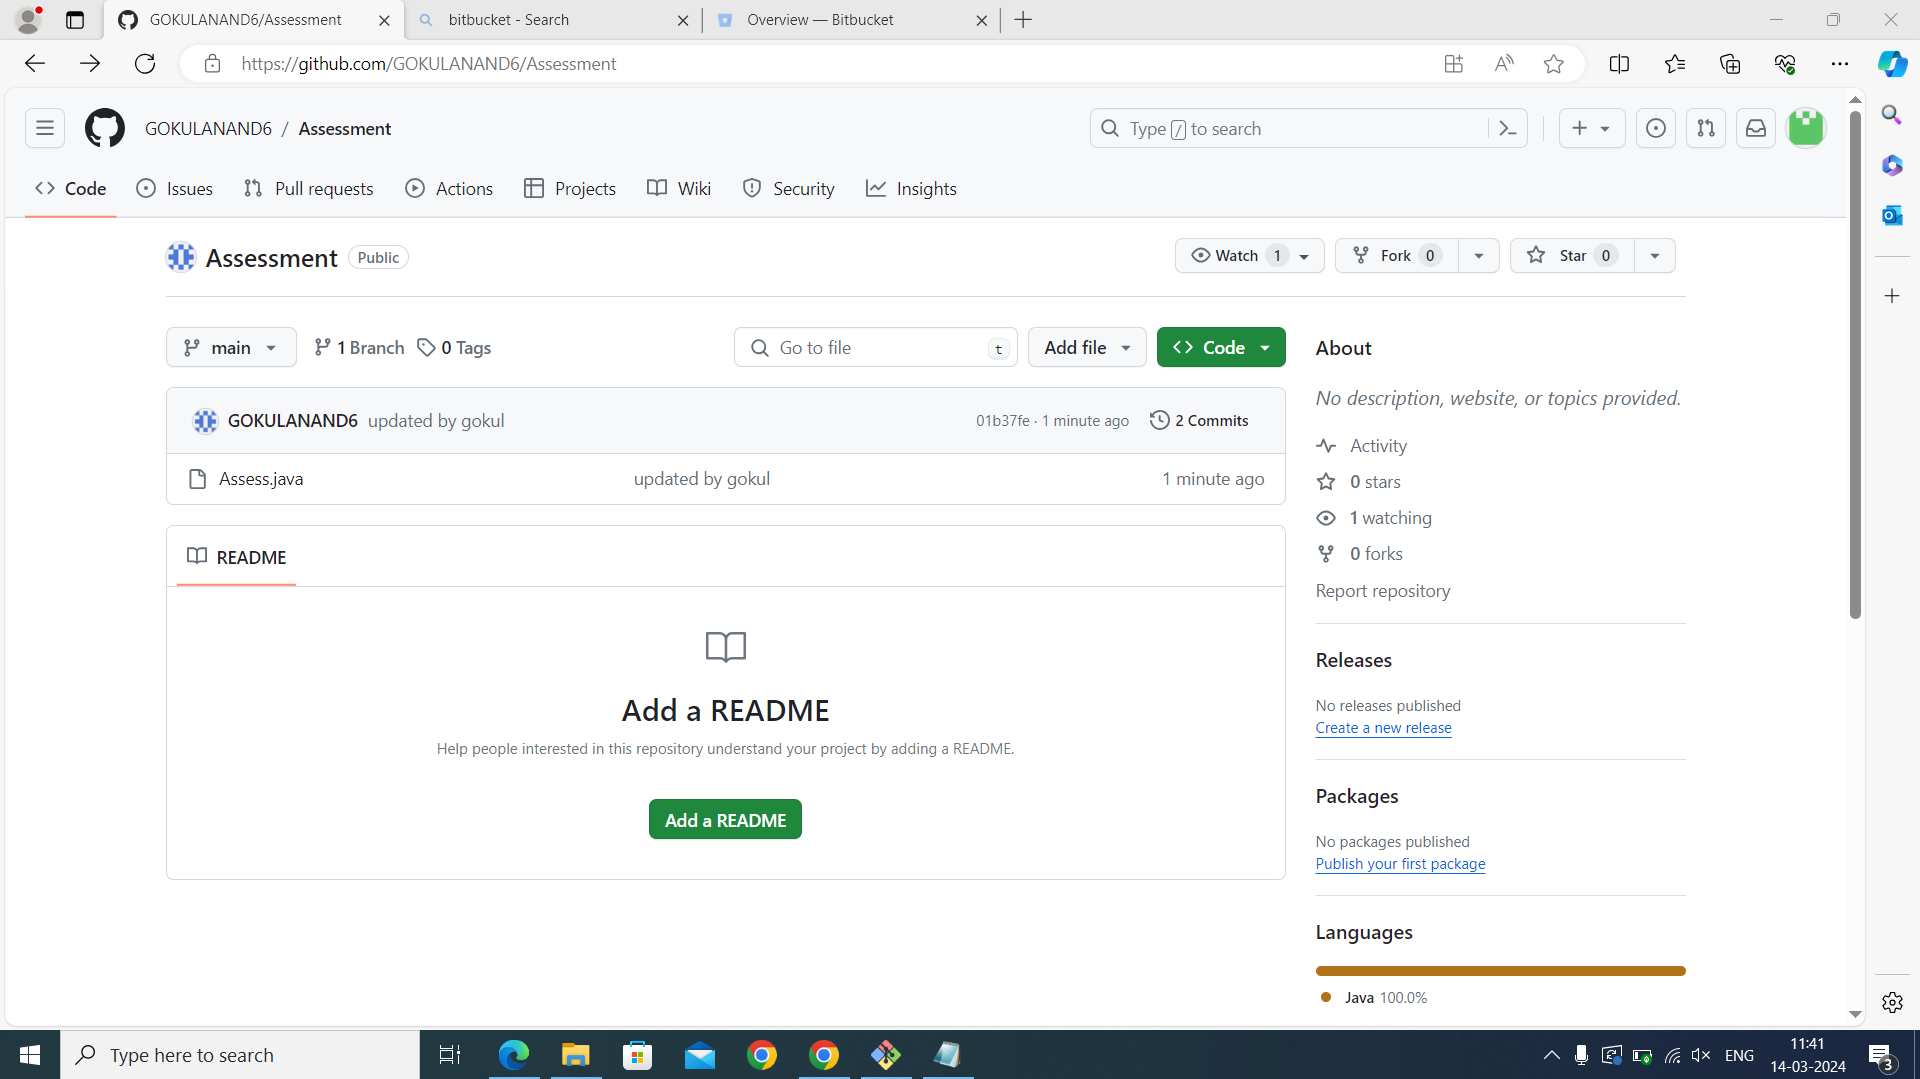 GOKULANAND6/Assessment
bitbucket - Search
Overview — Bitbucket
https://github.com/GOKULANAND6/Assessment
GOKULANAND6 / Assessment
Type / to search
Code Issues Pull requests Actions Projects Wiki Security Insights
Assessment Public
Watch 1 Fork 0 Star 0
main 1 Branch 0 Tags
Go to file t Add file Code
GOKULANAND6 updated by gokul 01b37fe · 1 minute ago 2 Commits
Assess.java updated by gokul 1 minute ago
README
Add a README
Help people interested in this repository understand your project by adding a README.
Add a README
About
No description, website, or topics provided.
Activity
0 stars
1 watching
0 forks
Report repository
Releases
No releases published
Create a new release
Packages
No packages published
Publish your first package
Languages
Java 100.0%
Type here to search
ENG
11:41
14-03-2024
3